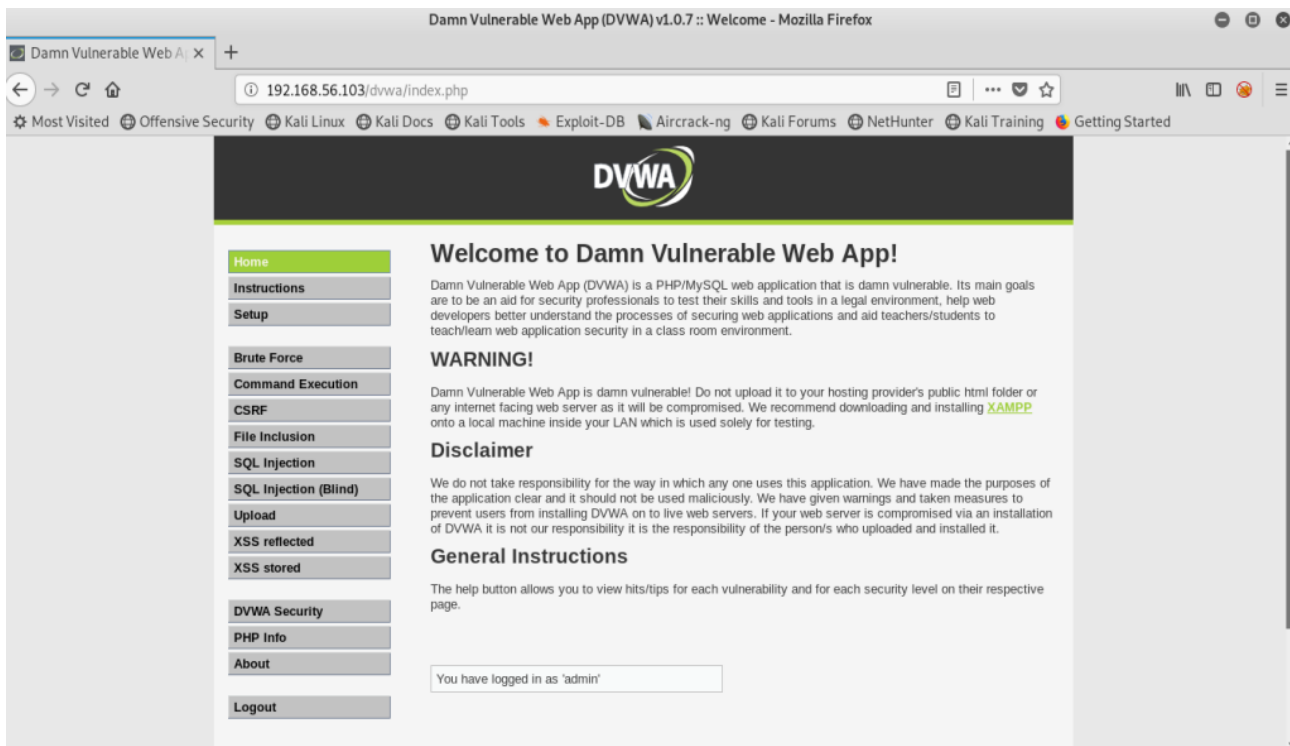 Damn Vulnerable Web App (DVWA) v1.0.7 :: Welcome - Mozilla Firefox
Damn Vulnerable Web A
192.168.56.103/dvwa/index.php
Most Visited Offensive Security Kali Linux Kali Docs Kali Tools Exploit-DB Aircrack-ng Kali Forums NetHunter Kali Training Getting Started
DVWA
Home
Instructions
Setup
Brute Force
Command Execution
CSRF
File Inclusion
SQL Injection
SQL Injection (Blind)
Upload
XSS reflected
XSS stored
DVWA Security
PHP Info
About
Logout
Welcome to Damn Vulnerable Web App!
Damn Vulnerable Web App (DVWA) is a PHP/MySQL web application that is damn vulnerable. Its main goals
are to be an aid for security professionals to test their skills and tools in a legal environment, help web
developers better understand the processes of securing web applications and aid teachers/students to
teach/learn web application security in a class room environment.
WARNING!
Damn Vulnerable Web App is damn vulnerable! Do not upload it to your hosting provider's public html folder or
any internet facing web server as it will be compromised. We recommend downloading and installing XAMPP
onto a local machine inside your LAN which is used solely for testing.
Disclaimer
We do not take responsibility for the way in which any one uses this application. We have made the purposes of
the application clear and it should not be used maliciously. We have given warnings and taken measures to
prevent users from installing DVWA on to live web servers. If your web server is compromised via an installation
of DVWA it is not our responsibility it is the responsibility of the person/s who uploaded and installed it.
General Instructions
The help button allows you to view hits/tips for each vulnerability and for each security level on their respective
page.
You have logged in as 'admin'